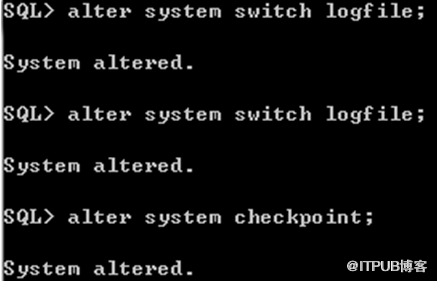 SQL> alter system switch logfile;
System altered.
SQL> alter system switch logfile;
System altered.
SQL> alter system checkpoint;
System altered.
@ITPUB博客